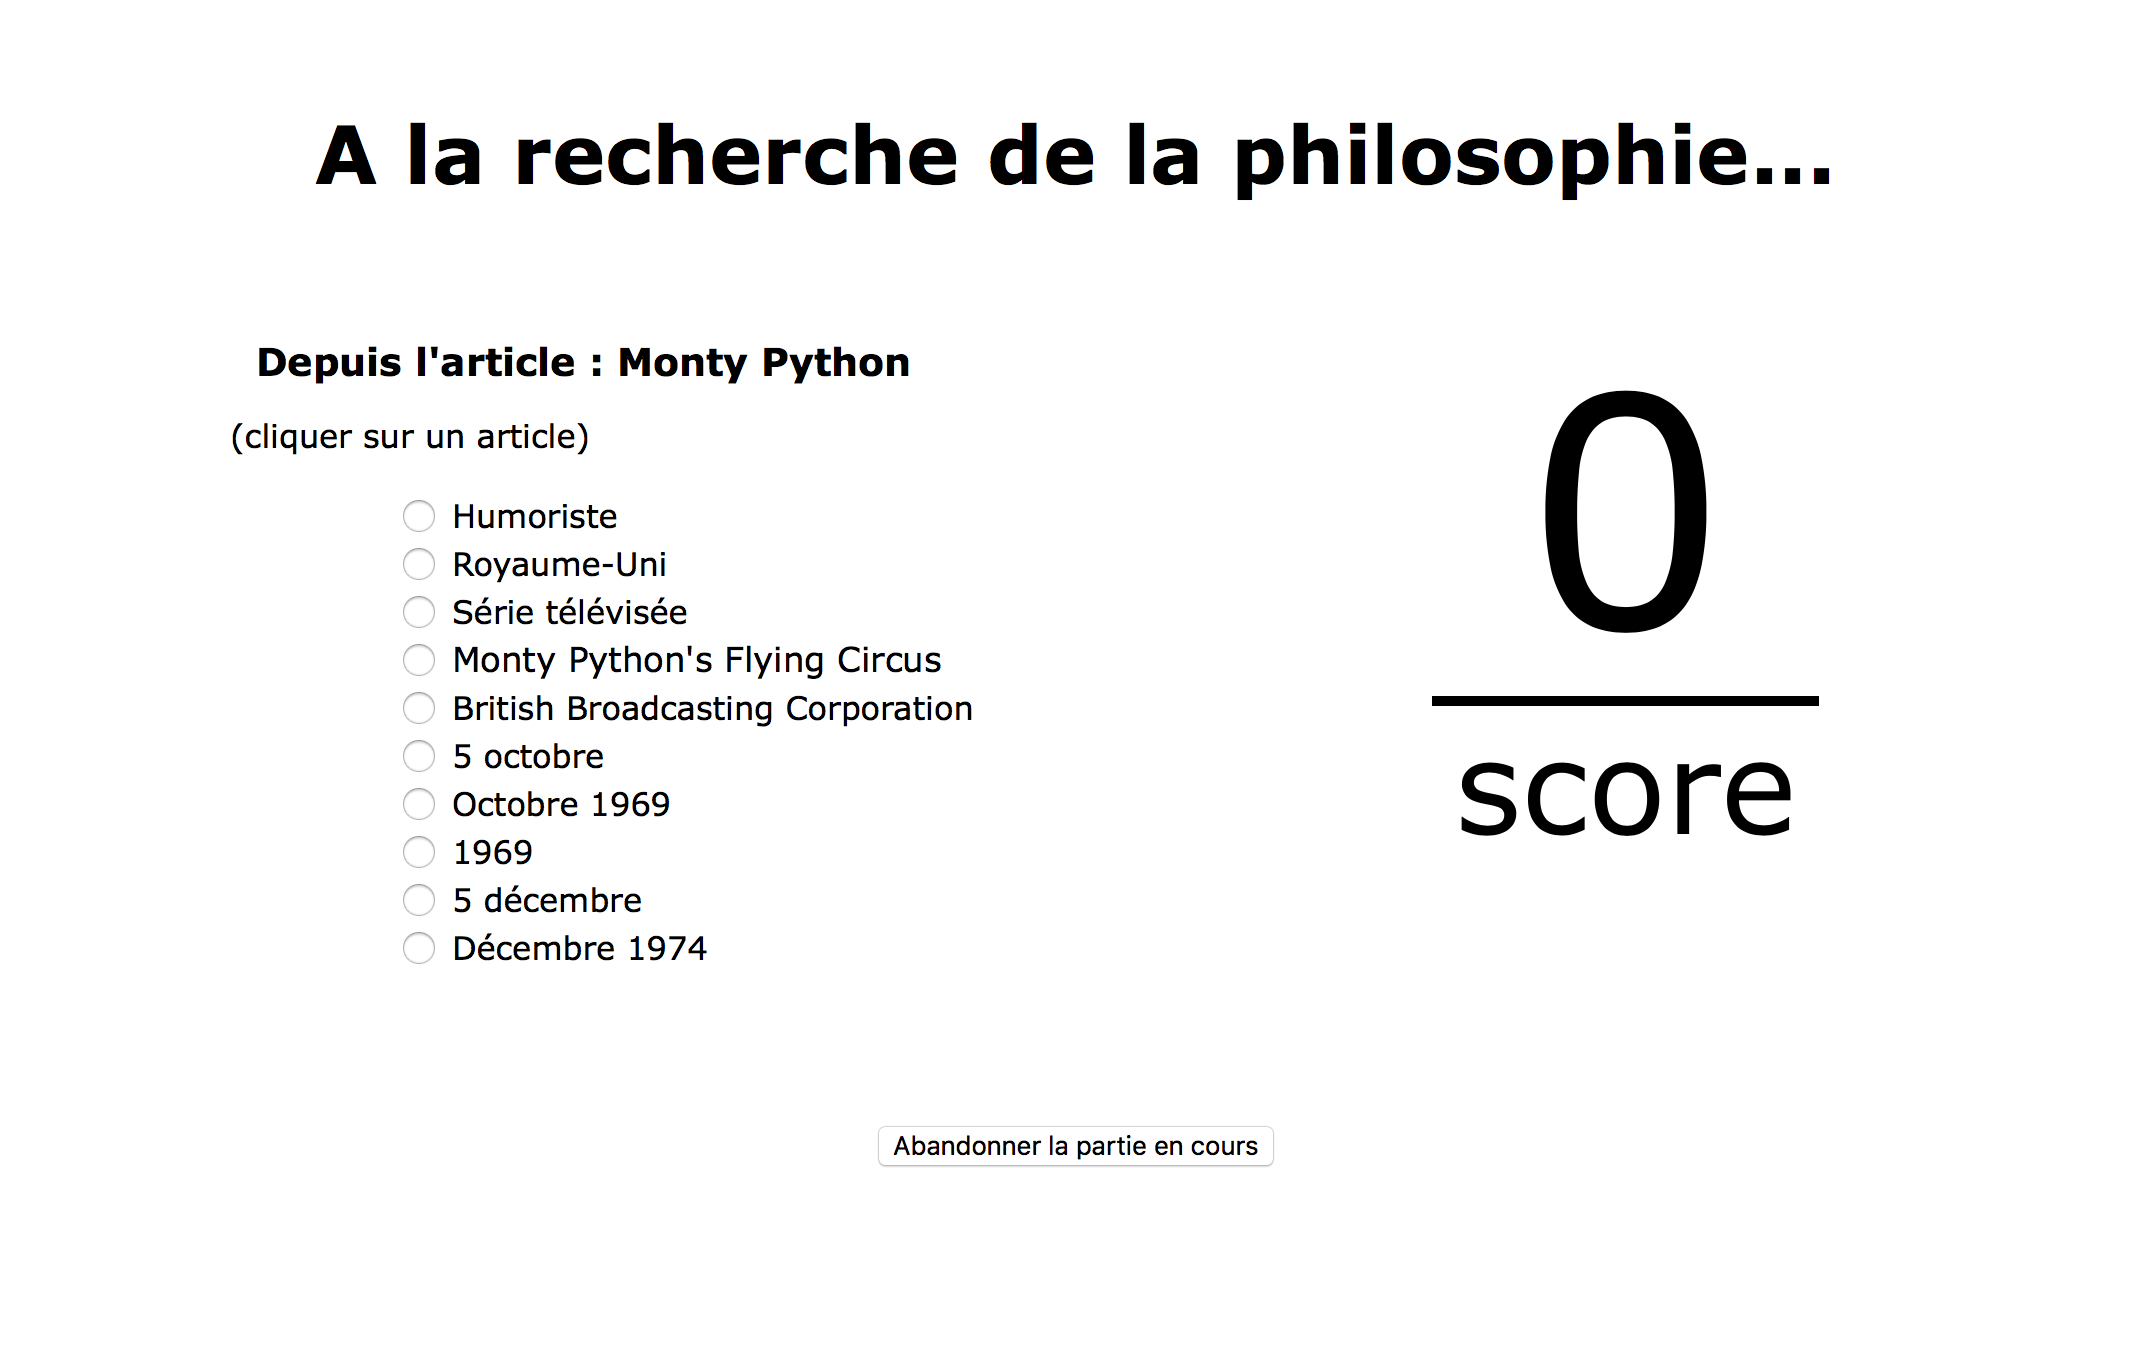 A la recherche de la philosophie...
Depuis l'article : Monty Python
(cliquer sur un article)
Humoriste
Royaume-Uni
Série télévisée
Monty Python's Flying Circus
British Broadcasting Corporation
5 octobre
Octobre 1969
1969
5 décembre
Décembre 1974
0
score
Abandonner la partie en cours